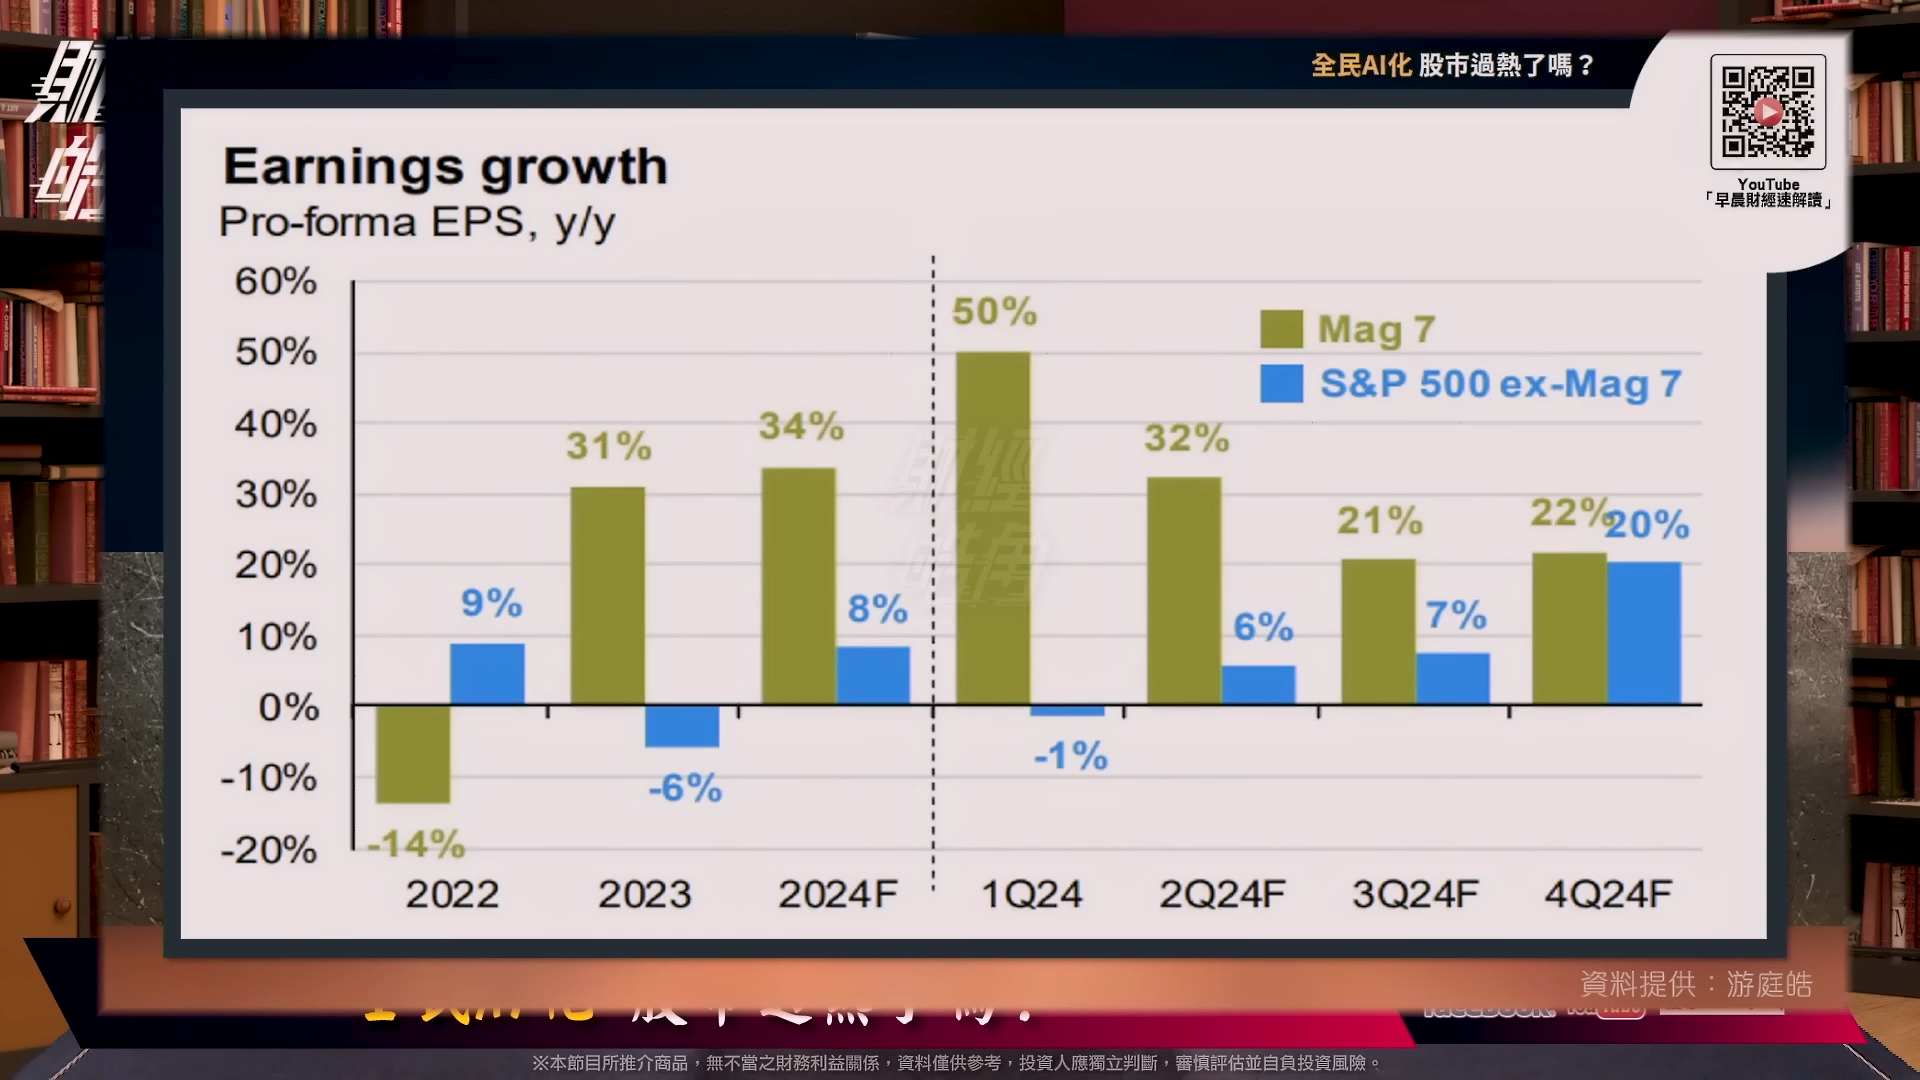 全民AI化 股市過熱了嗎？
YouTube
「早晨財經速解讀」
Earnings growth
Pro-forma EPS, y/y
60%
50%
40%
30%
20%
10%
0%
-10%
-20%
Mag 7
S&P 500 ex-Mag 7
-14%
9%
31%
-6%
34%
8%
50%
-1%
32%
6%
21%
7%
22%
20%
2022
2023
2024F
1Q24
2Q24F
3Q24F
4Q24F
財經
皓角
資料提供：游庭皓
※本節目所推介商品，無不當之財務利益關係，資料僅供參考，投資人應獨立判斷，審慎評估並自負投資風險。